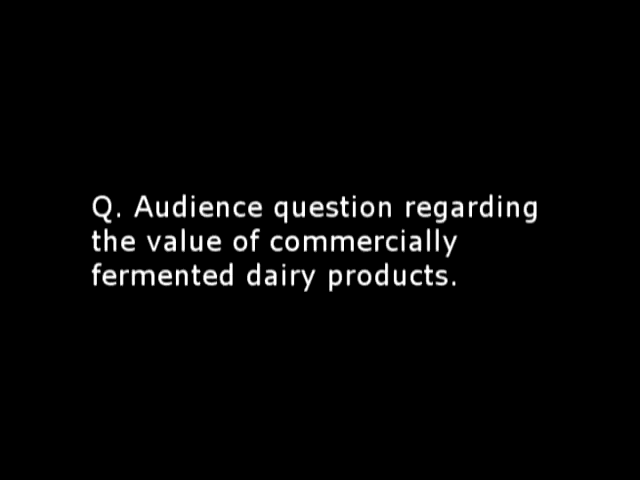 Q. Audience question regarding
the value of commercially
fermented dairy products.